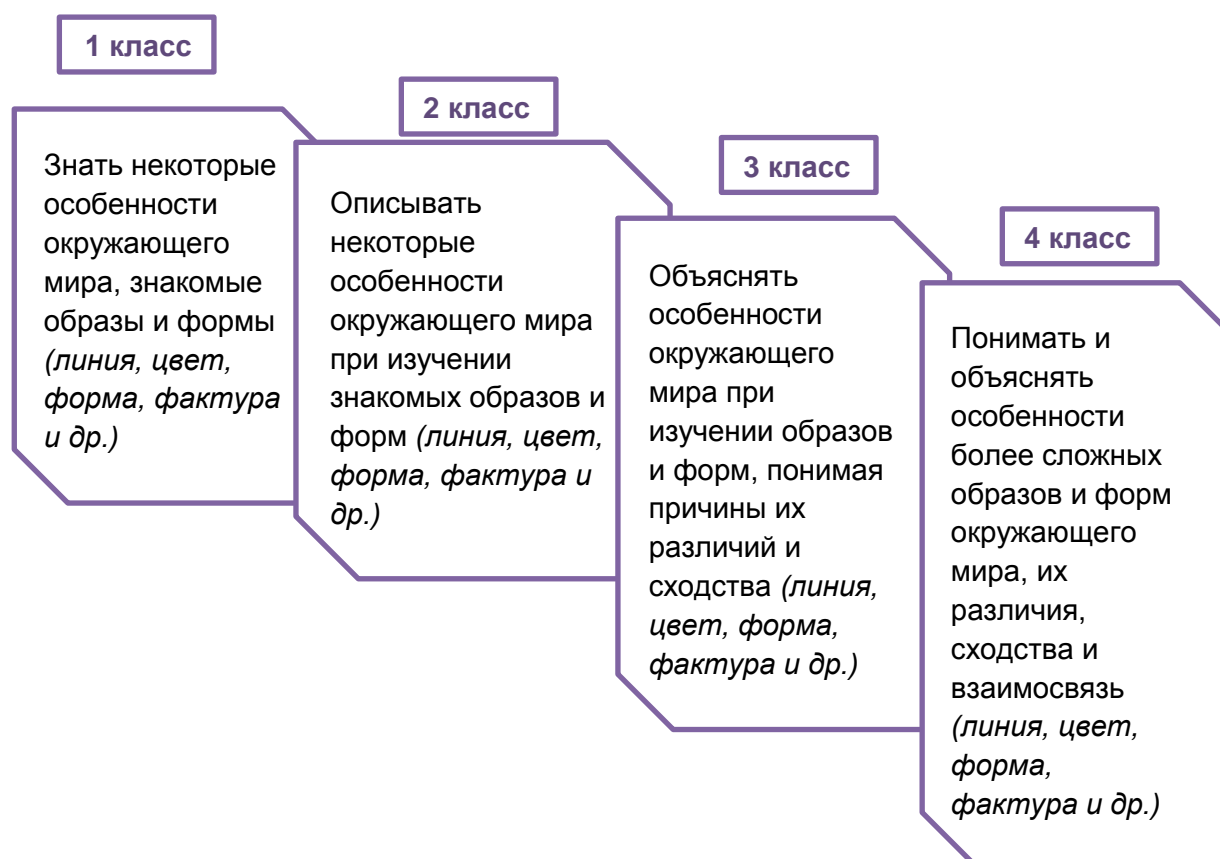 1 класс
Знать некоторые
особенности
окружающего
мира, знакомые
образы и формы
(линия, цвет,
форма, фактура
и др.)
2 класс
Описывать
некоторые
особенности
окружающего мира
при изучении
знакомых образов и
форм (линия, цвет,
форма, фактура и
др.)
3 класс
Объяснять
особенности
окружающего
мира при
изучении образов
и форм, понимая
причины их
различий и
сходства (линия,
цвет, форма,
фактура и др.)
4 класс
Понимать и
объяснять
особенности
более сложных
образов и форм
окружающего
мира, их
различия,
сходства и
взаимосвязь
(линия, цвет,
форма,
фактура и др.)